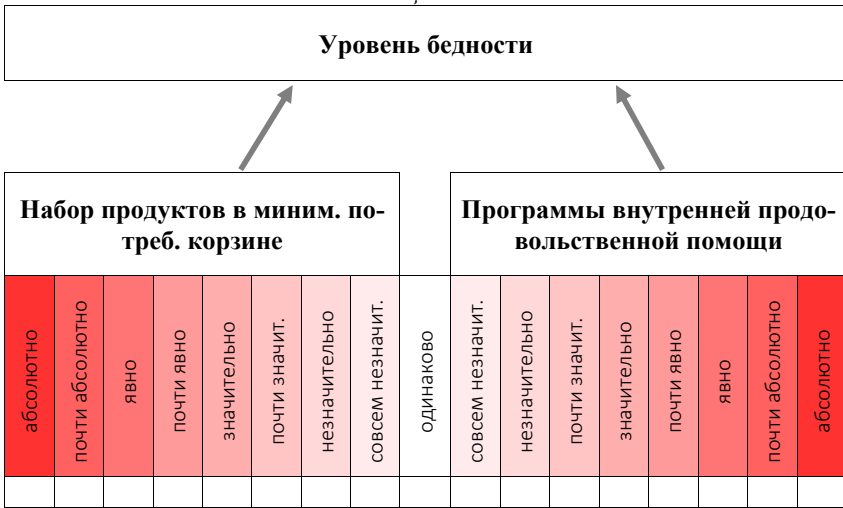 Уровень бедности
Набор продуктов в миним. по-
треб. корзине
Программы внутренней продо-
вольственной помощи
абсолютно
почти абсолютно
явно
почти явно
значительно
почти значит.
незначительно
совсем незначит.
одинаково
совсем незначит.
незначительно
почти значит.
значительно
почти явно
явно
почти абсолютно
абсолютно